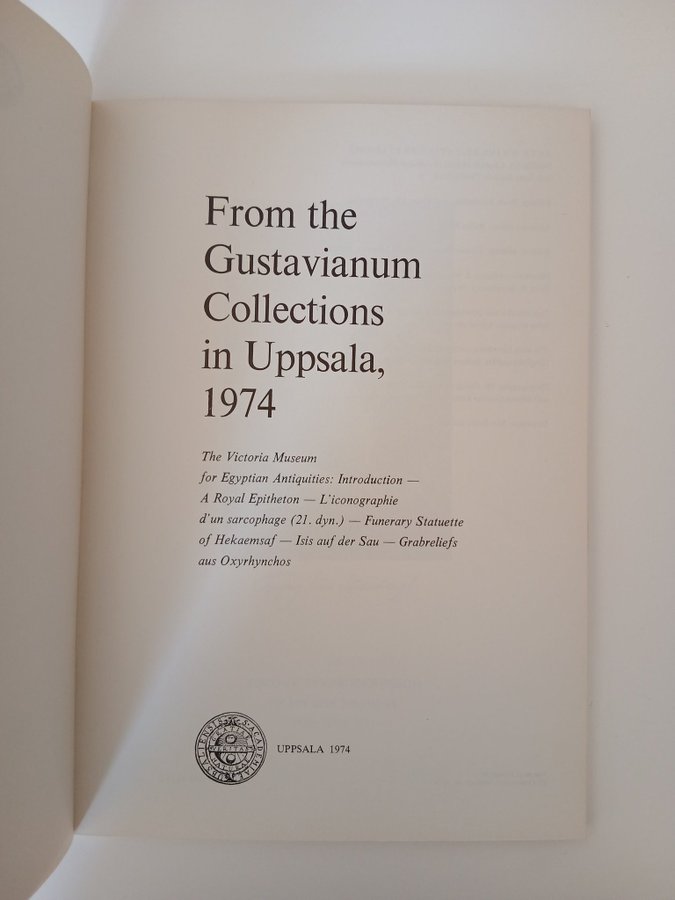 From the
Gustavianum
Collections
in Uppsala,
1974
The Victoria Museum
for Egyptian Antiquities: Introduction —
A Royal Epitheton — L'iconographie
d'un sarcophage (21. dyn.) — Funerary Statuette
of Hekaemsaf — Isis auf der Sau — Grabreliefs
aus Oxyrhynchos
UPPSALA 1974